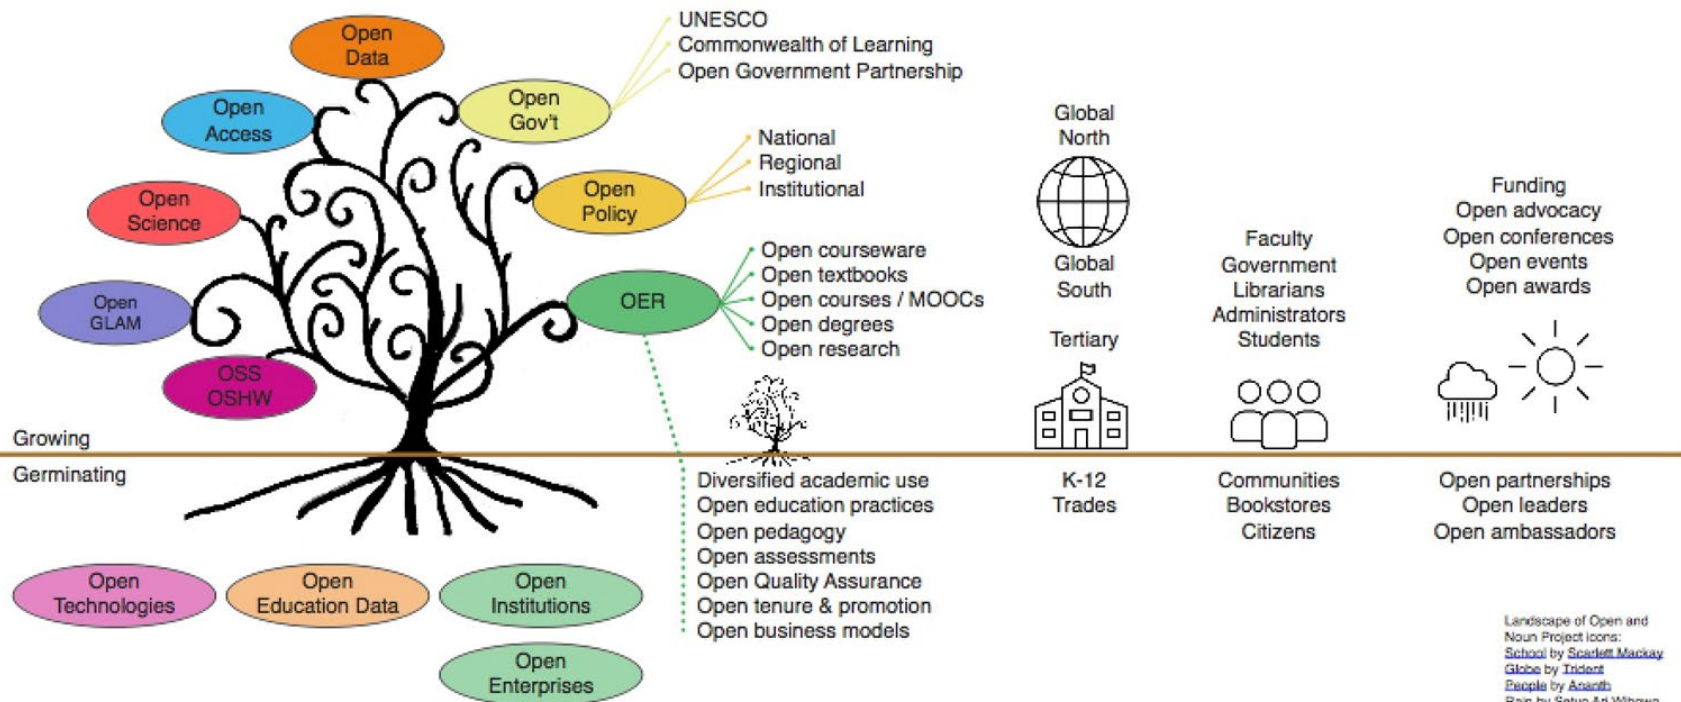 Open
Data
Open
Access
Open
Science
Open
GLAM
OSS
OSHW
Open
Gov't
UNESCO
Commonwealth of Learning
Open Government Partnership
Open
Policy
National
Regional
Institutional
OER
Open courseware
Open textbooks
Open courses / MOOCs
Open degrees
Open research
Global
North
Global
South
Tertiary
Faculty
Government
Librarians
Administrators
Students
Funding
Open advocacy
Open conferences
Open events
Open awards
Growing
Germinating
Open
Technologies
Open
Education Data
Open
Institutions
Open
Enterprises
Diversified academic use
Open education practices
Open pedagogy
Open assessments
Open Quality Assurance
Open tenure & promotion
Open business models
K-12
Trades
Communities
Bookstores
Citizens
Open partnerships
Open leaders
Open ambassadors
Landscape of Open and
Noun Project icons:
School by Scarlett Mackay
Globe by Trident
People by Ananth
Rain by Setyo Ari Wibowo